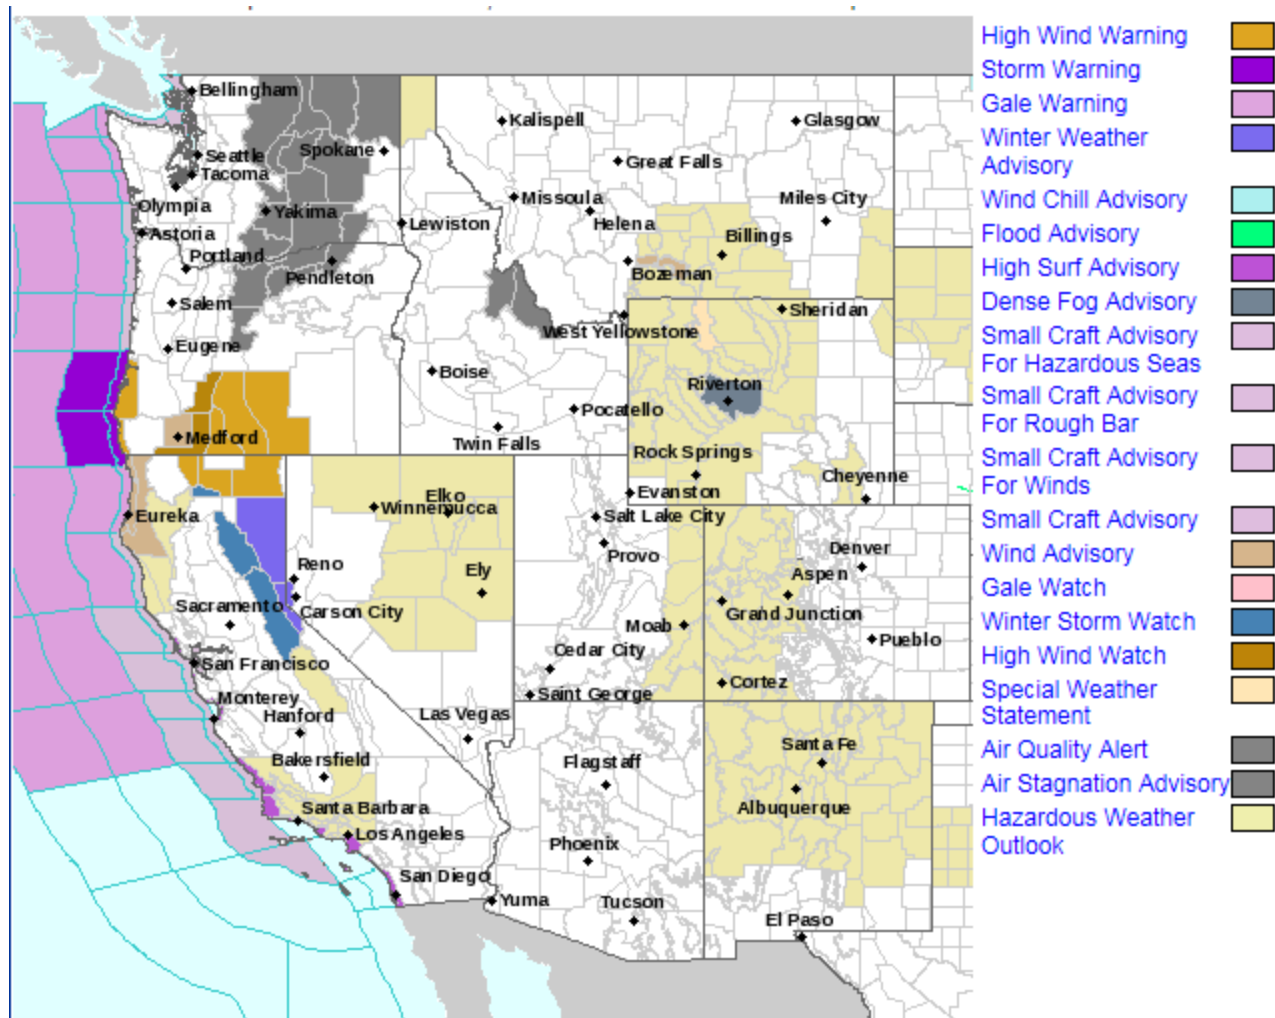 Bellingham
High Wind Warning
Storm Warning
Gale Warning
Winter Weather
Advisory
Wind Chill Advisory
Flood Advisory
High Surf Advisory
Dense Fog Advisory
Small Craft Advisory
For Hazardous Seas
Small Craft Advisory
For Rough Bar
Small Craft Advisory
For Winds
Small Craft Advisory
Wind Advisory
Gale Watch
Winter Storm Watch
High Wind Watch
Special Weather
Statement
Air Quality Alert
Air Stagnation Advisory
Hazardous Weather
Outlook
Kalispell
Glasgow
Seattle
Spokane
Great Falls
Tacoma
Olympia
Yakima
Missoula
Miles City
Astoria
Lewiston
Helena
Billings
Portland
Pendleton
Bozeman
Salem
West Yellowstone
Sheridan
Eugene
Boise
Riverton
Pocatello
Medford
Twin Falls
Rock Springs
Cheyenne
Elko
Evanston
Winnemucca
Eureka
Salt Lake City
Reno
Provo
Denver
Ely
Aspen
Sacramento
Carson City
Grand Junction
Moab
Pueblo
San Francisco
Cedar City
Cortez
Monterey
Saint George
Hanford
Las Vegas
Bakersfield
Flagstaff
Santa Fe
Santa Barbara
Albuquerque
Los Angeles
Phoenix
San Diego
Yuma
Tucson
El Paso